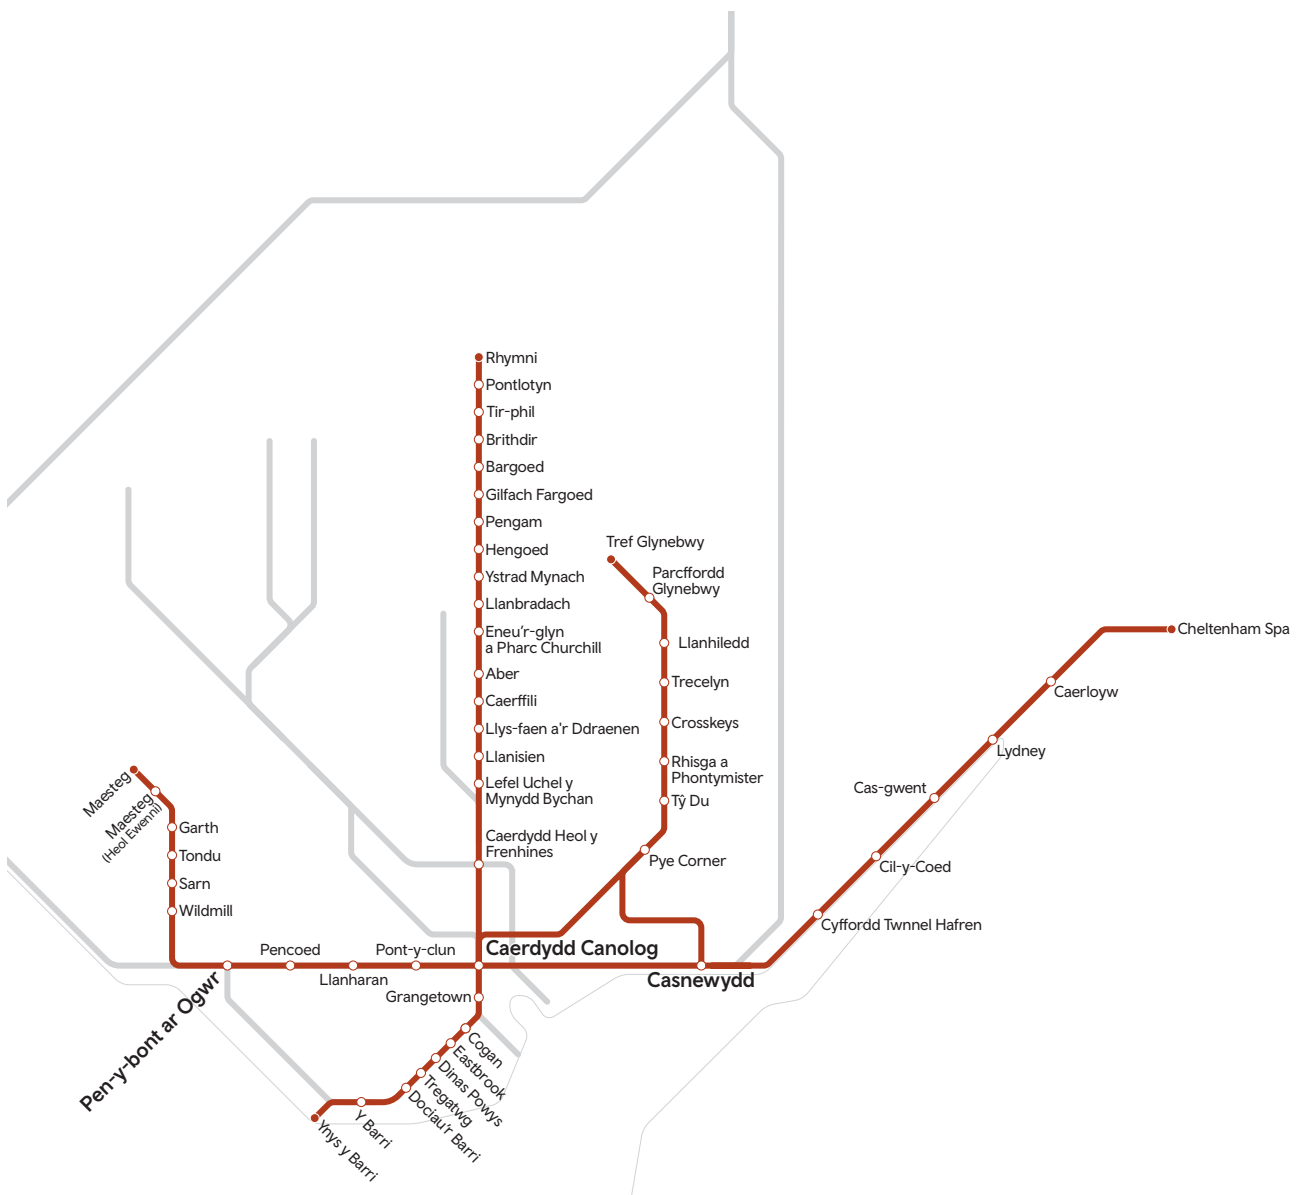 Rhymni
Pontlotyn
Tir-phil
Brithdir
Bargoed
Gilfach Fargoed
Pengam
Hengoed
Ystrad Mynach
Llanbradach
Eneu'r-glyn
a Pharc Churchill
Aber
Caerffili
Llys-faen a'r Ddraenen
Llanisien
Lefel Uchel y
Mynydd Bychan
Caerdydd Heol y
Frenhines
Tref Glynebwy
Parcffordd
Glynebwy
Llanhiledd
Trecelyn
Crosskeys
Rhisga a
Phontymister
Tŷ Du
Pye Corner
Cheltenham Spa
Caerloyw
Lydney
Cas-gwent
Cil-y-Coed
Cyffordd Twnnel Hafren
Maesteg
Maesteg
(Heol Ewenni)
Garth
Tondu
Sarn
Wildmill
Pen-y-bont ar Ogwr
Pencoed
Llanharan
Pont-y-clun
Caerdydd Canolog
Casnewydd
Grangetown
Cogan
Eastbrook
Dinas Powys
Tregatwg
Dociau'r Barri
Y Barri
Ynys y Barri